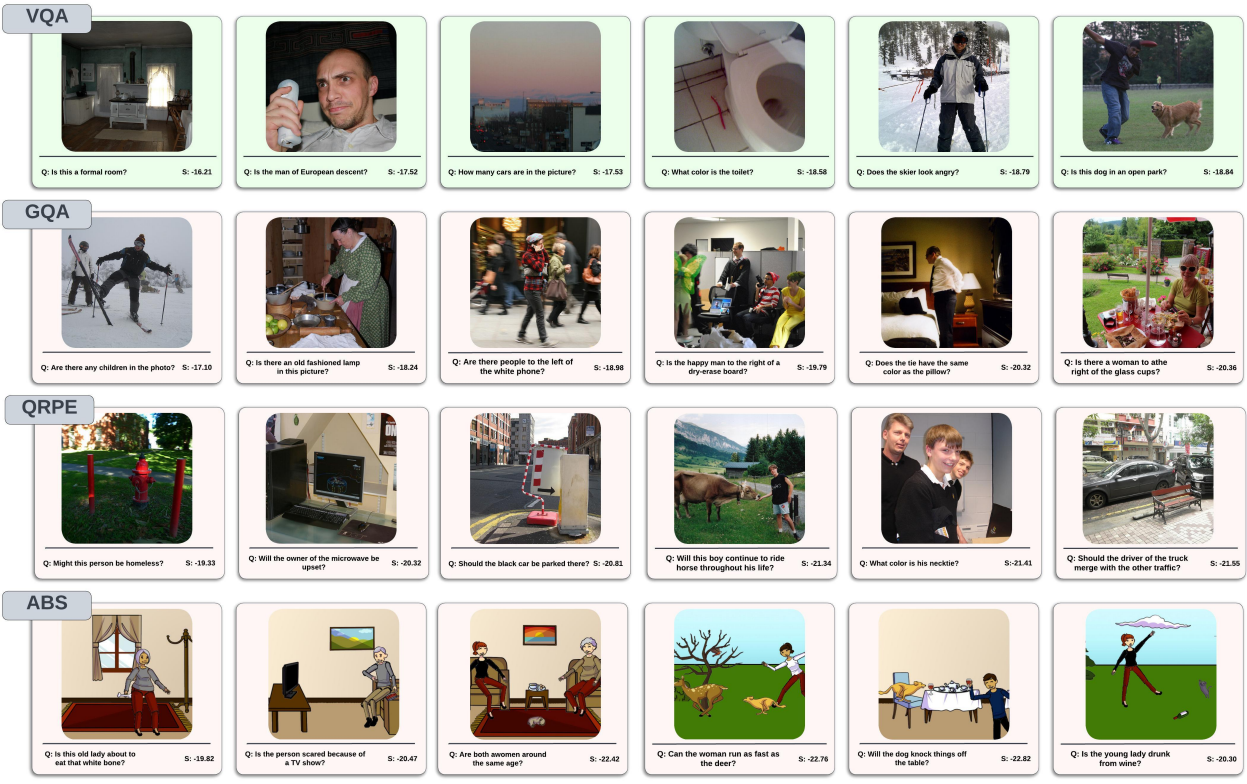 VQA
Q: Is this a formal room? S: -16.21
Q: Is the man of European descent? S: -17.52
Q: How many cars are in the picture? S: -17.53
Q: What color is the toilet? S: -18.58
Q: Does the skier look angry? S: -18.79
Q: Is this dog in an open park? S: -18.84
GQA
Q: Are there any children in the photo? S: -17.10
Q: Is there an old fashioned lamp
in this picture? S: -18.24
Q: Are there people to the left of
the white phone? S: -18.98
Q: Is the happy man to the right of a
dry-erase board? S: -19.79
Q: Does the tie have the same
color as the pillow? S: -20.32
Q: Is there a woman to athe
right of the glass cups? S: -20.36
QRPE
Q: Might this person be homeless? S: -19.33
Q: Will the owner of the microwave be
upset? S: -20.32
Q: Should the black car be parked there? S: -20.81
Q: Will this boy continue to ride
horse throughout his life? S: -21.34
Q: What color is his necktie? S: -21.41
Q: Should the driver of the truck
merge with the other traffic? S: -21.55
ABS
Q: Is this old lady about to
eat that white bone? S: -19.82
Q: Is the person scared because of
a TV show? S: -20.47
Q: Are both awomen around
the same age? S: -22.42
Q: Can the woman run as fast as
the deer? S: -22.76
Q: Will the dog knock things off
the table? S: -22.82
Q: Is the young lady drunk
from wine? S: -20.30